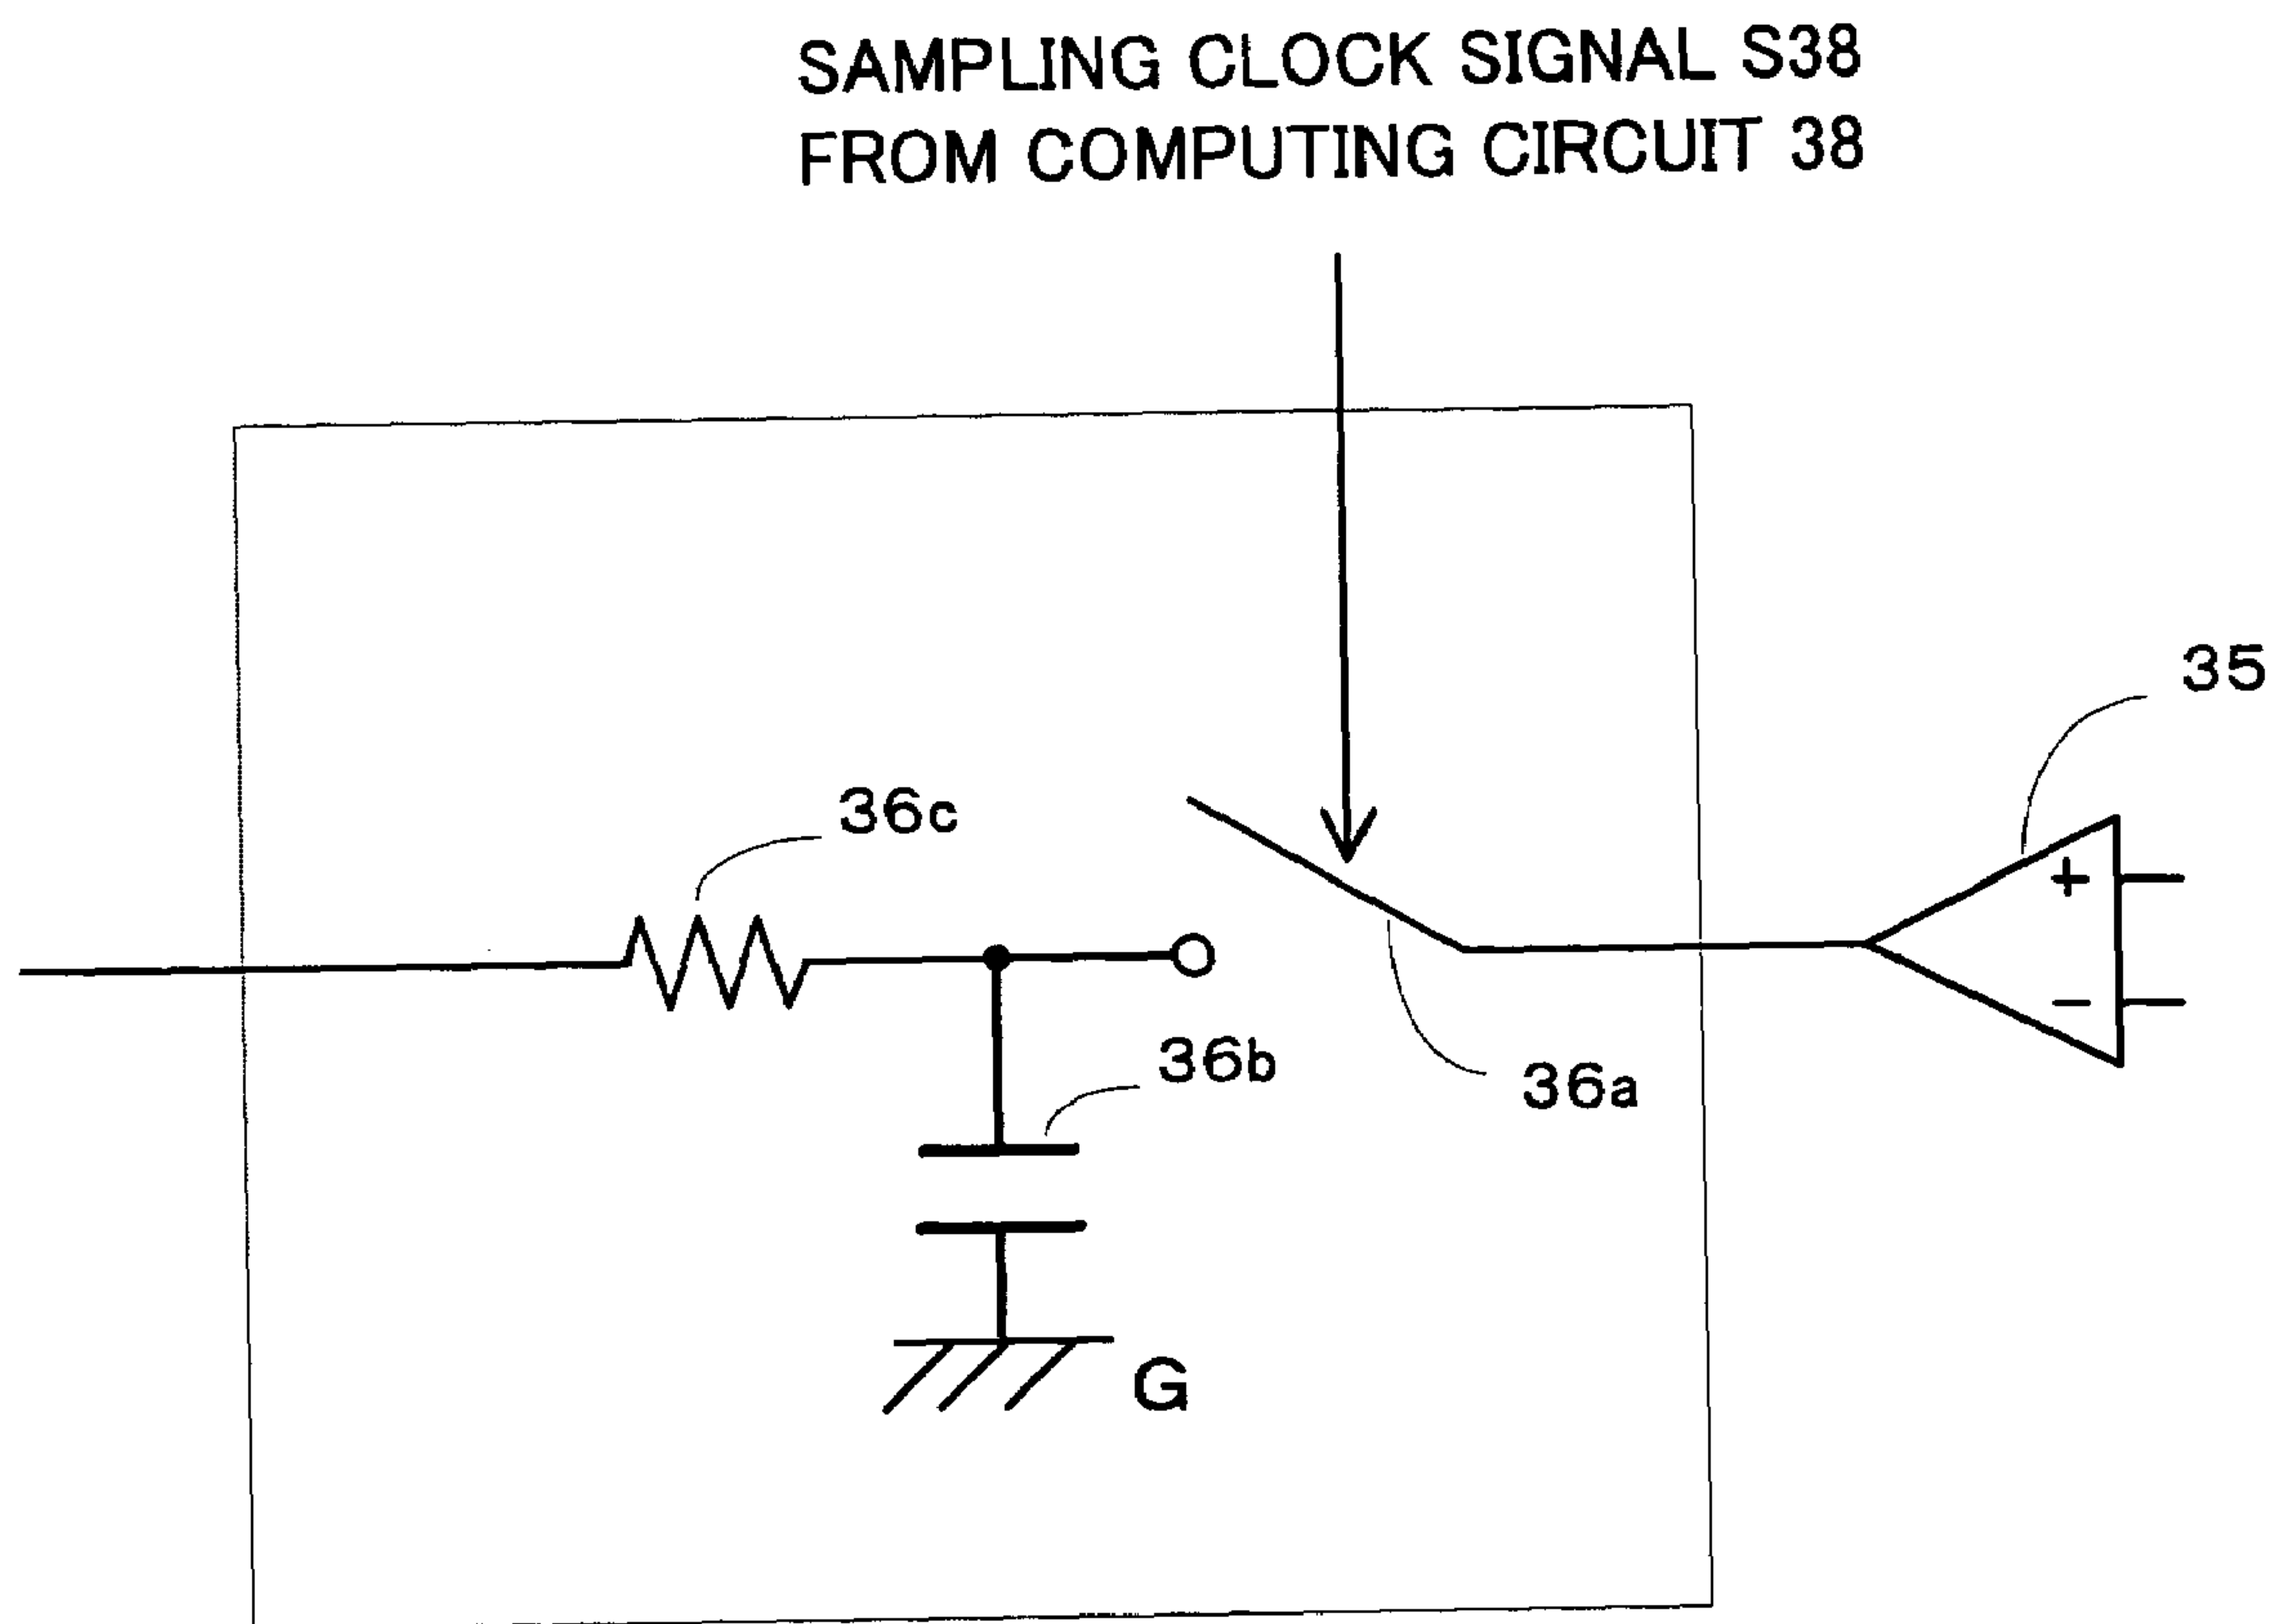 SAMPLING CLOCK SIGNAL S38
FROM COMPUTING CIRCUIT 38
35
36c
+
−
36b
36a
G